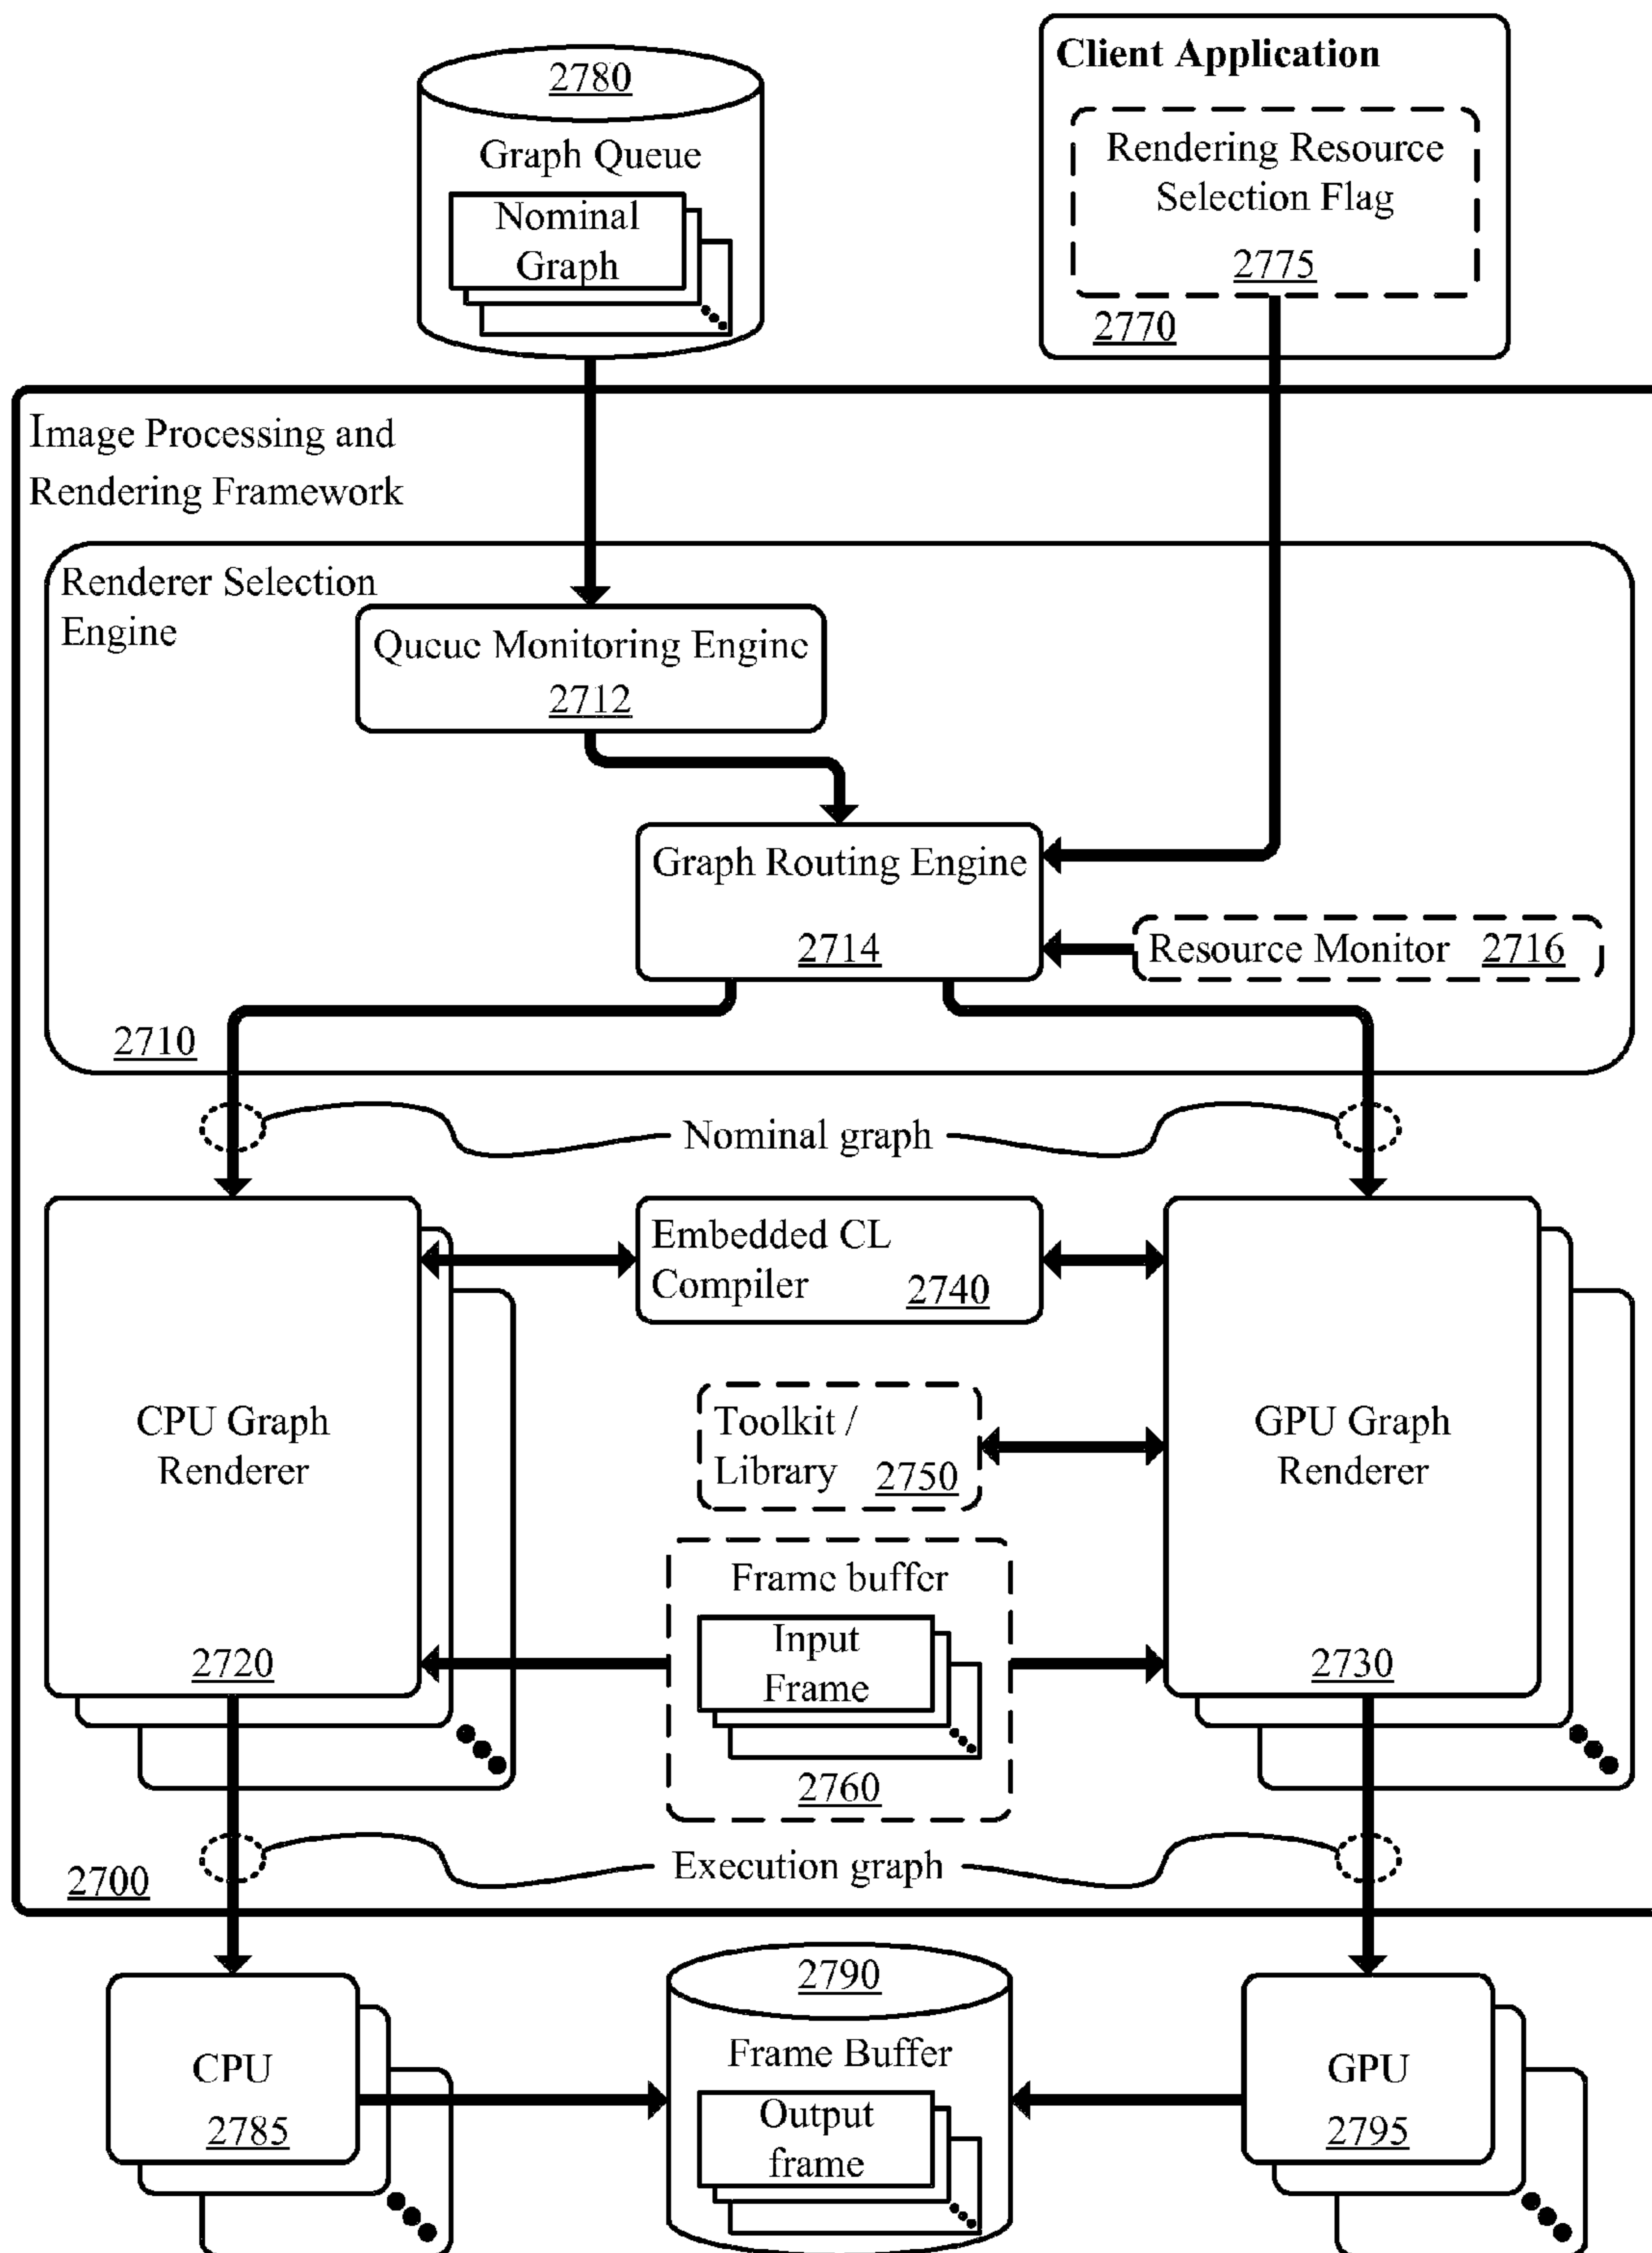 2780
Graph Queue
Nominal
Graph
Client Application
Rendering Resource
Selection Flag
2775
2770
Image Processing and
Rendering Framework
Renderer Selection
Engine
Queue Monitoring Engine
2712
Graph Routing Engine
2714
Resource Monitor 2716
2710
Nominal graph
CPU Graph
Renderer
2720
Embedded CL
Compiler 2740
Toolkit /
Library 2750
Frame buffer
Input
Frame
2760
GPU Graph
Renderer
2730
Execution graph
2700
CPU
2785
2790
Frame Buffer
Output
frame
GPU
2795